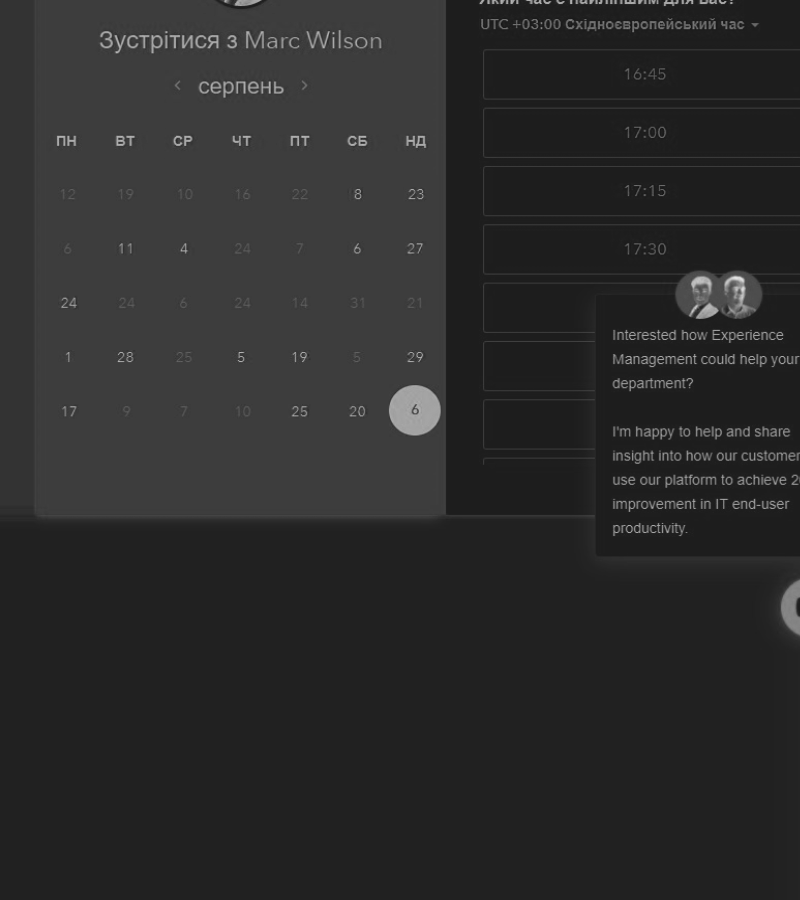 Який час є найліпшим для вас?
UTC +03:00 Східноєвропейський час
Зустрітися з Marc Wilson
серпень
ПН ВТ СР ЧТ ПТ СБ НД
12 19 10 16 22 8 23
6 11 4 24 7 6 27
24 24 6 24 14 31 21
1 28 25 5 19 5 29
17 9 7 10 25 20 6
16:45
17:00
17:15
17:30
Interested how Experience
Management could help your
department?
I'm happy to help and share
insight into how our customer
use our platform to achieve 2
improvement in IT end-user
productivity.